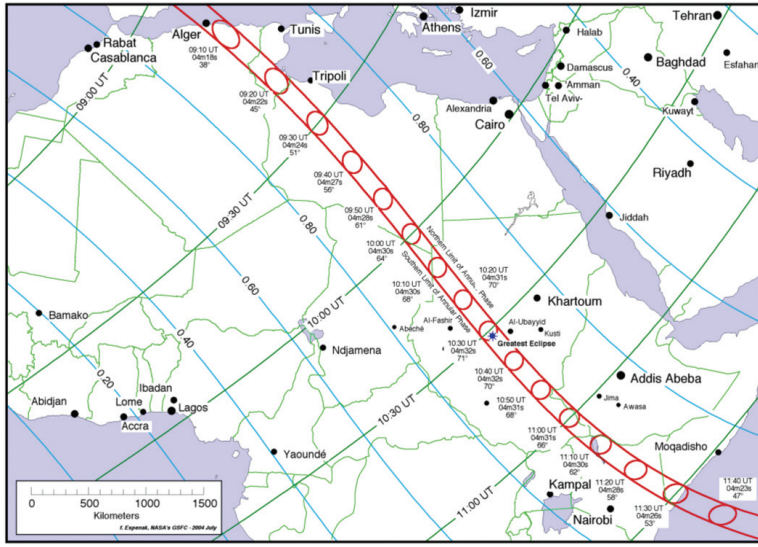 Izmir
Tehran
Alger
Tunis
Athens
Halab
Rabat
Casablanca
09:10 UT
04m18s
38°
0.60
Baghdad
Esfahan
09:00 UT
Tripoli
Damascus
0.40
09:20 UT
04m22s
45°
Amman
Tel Aviv-
Alexandria
Cairo
Kuwayt
0.80
09:30 UT
04m24s
51°
Riyadh
09:40 UT
04m27s
56°
09:30 UT
09:50 UT
04m28s
61°
Jiddah
0.80
10:00 UT
04m30s
64°
Northern Limit of Annular Phase
Southern Limit of Annular Phase
10:20 UT
04m31s
70°
10:10 UT
04m30s
68°
0.60
Khartoum
Bamako
10:00 UT
Abéché
Al-Fashir
Al-Ubayyid
Kusti
Greatest Eclipse
0.40
Ndjamena
10:30 UT
04m32s
71°
10:40 UT
04m32s
70°
Addis Abeba
0.20
Ibadan
Jima
Awasa
Abidjan
Lome
Lagos
Accra
10:50 UT
04m31s
68°
10:30 UT
11:00 UT
04m31s
66°
Yaoundé
Moqadisho
11:10 UT
04m30s
62°
11:20 UT
04m28s
58°
Kampal
11:40 UT
04m23s
47°
11:00 UT
11:30 UT
04m26s
53°
Nairobi
0 500 1000 1500
Kilometers
f. Espenak, NASA's GSFC - 2004 July